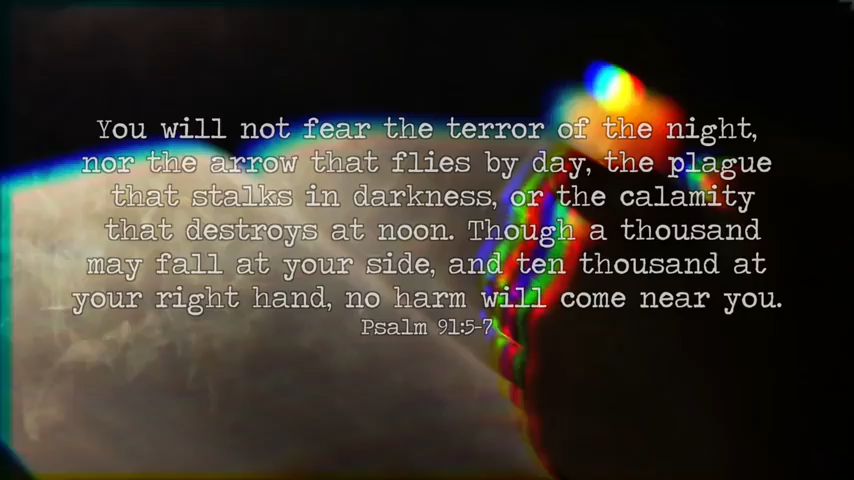 You will not fear the terror of the night,
nor the arrow that flies by day, the plague
that stalks in darkness, or the calamity
that destroys at noon. Though a thousand
may fall at your side, and ten thousand at
your right hand, no harm will come near you.
Psalm 91:5-7